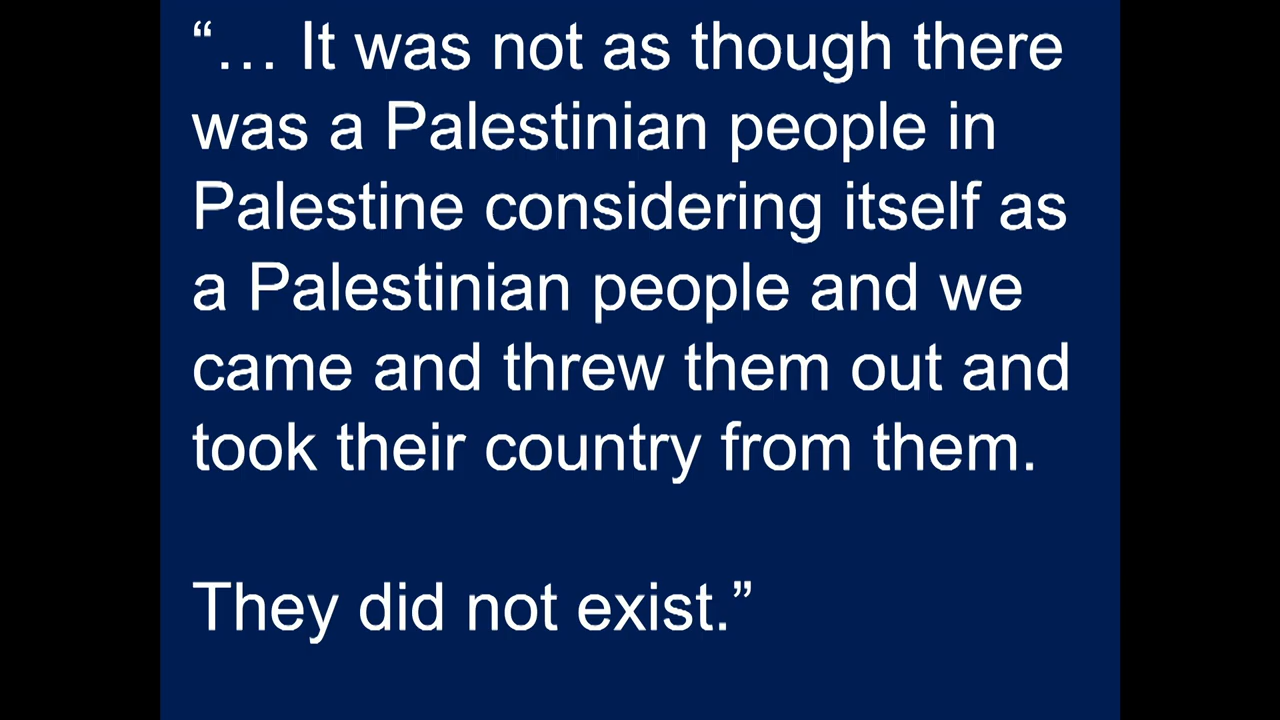 “… It was not as though there
was a Palestinian people in
Palestine considering itself as
a Palestinian people and we
came and threw them out and
took their country from them.
They did not exist.”